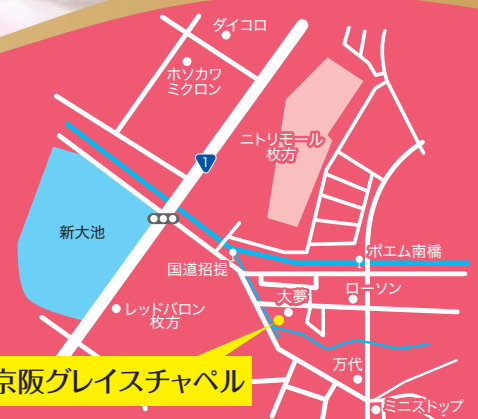 ダイコロ
ホソカワ
ミクロン
ニトリモール
枚方
1
新大池
国道招提
ポエム南橋
ローソン
大夢
レッドバロン
枚方
万代
京阪グレイスチャペル
ミニストップ